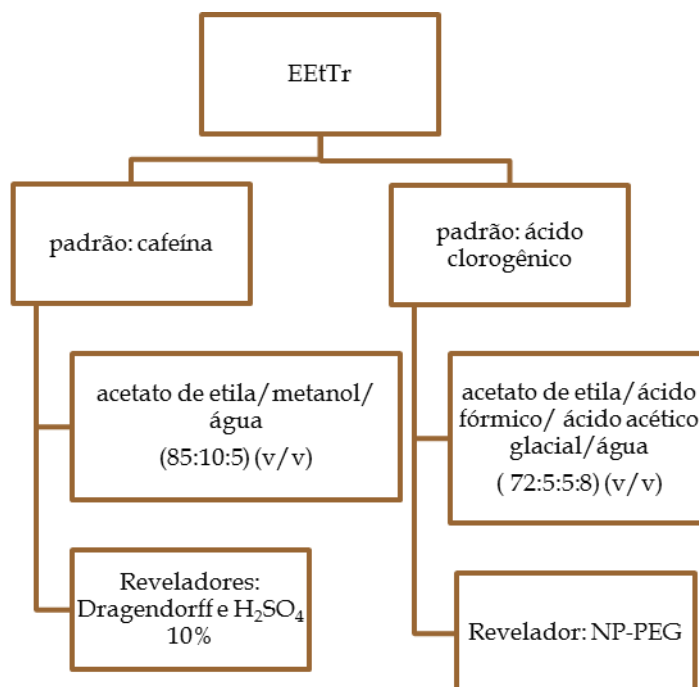 EEtTr
padrão: cafeína
padrão: ácido
clorogênico
acetato de etila/metanol/
água
(85:10:5) (v/v)
acetato de etila/ácido
fórmico/ ácido acético
glacial/água
( 72:5:5:8) (v/v)
Reveladores:
Dragendorff e H₂SO₄
10%
Revelador: NP-PEG